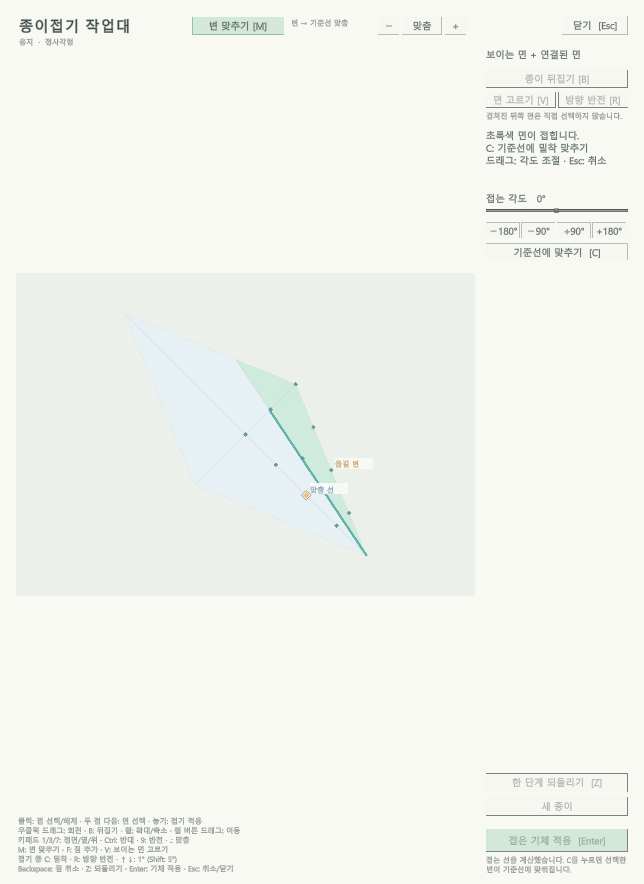 종이접기 작업대
용지 · 정사각형
변 맞추기 [M]
변 → 기준선 맞춤
− 맞춤 +
닫기 [Esc]
보이는 면 + 연결된 면
종이 뒤집기 [B]
면 고르기 [V] 방향 반전 [R]
겹쳐진 뒤쪽 면은 직접 선택하지 않습니다.
초록색 면이 접힙니다.
C: 기준선에 밀착 맞추기
드래그: 각도 조절 · Esc: 취소
접는 각도 0°
−180° −90° +90° +180°
기준선에 맞추기 [C]
옮길 변
맞출 선
한 단계 되돌리기 [Z]
새 종이
접은 기체 적용 [Enter]
접는 선을 계산했습니다. C을 누르면 선택한
변이 기준선에 맞춰집니다.
클릭: 점 선택/해제 · 두 점 다음: 면 선택 · 놓기: 접기 적용
우클릭 드래그: 회전 · B: 뒤집기 · 휠: 확대/축소 · 휠 버튼 드래그: 이동
키패드 1/3/7: 정면/옆/위 · Ctrl: 반대 · 9: 반전 · .: 맞춤
M: 변 맞추기 · F: 점 추가 · V: 보이는 면 고르기
접기 중 C: 밀착 · R: 방향 반전 · ↑ ↓: 1° (Shift: 5°)
Backspace: 점 취소 · Z: 되돌리기 · Enter: 기체 적용 · Esc: 취소/닫기